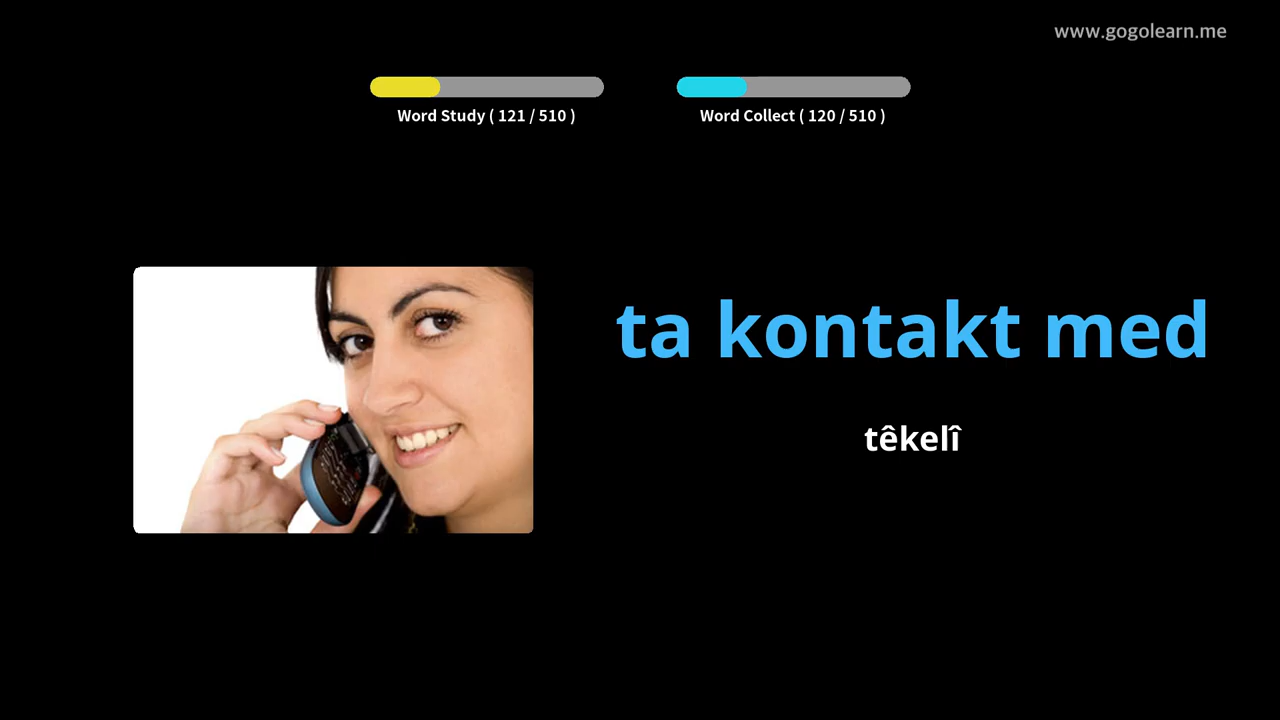 www.gogolearn.me
Word Study ( 121 / 510 )
Word Collect ( 120 / 510 )
ta kontakt med
têkelî